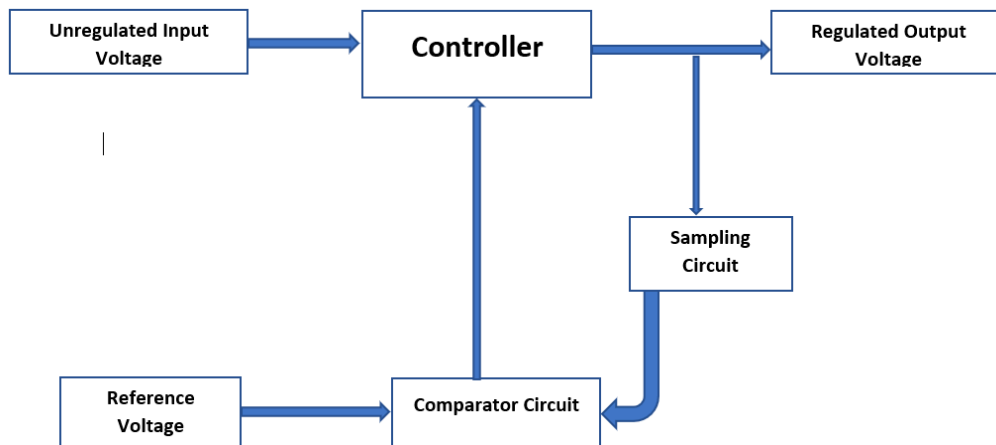 Unregulated Input
Voltage
Controller
Regulated Output
Voltage
Sampling
Circuit
Reference
Voltage
Comparator Circuit